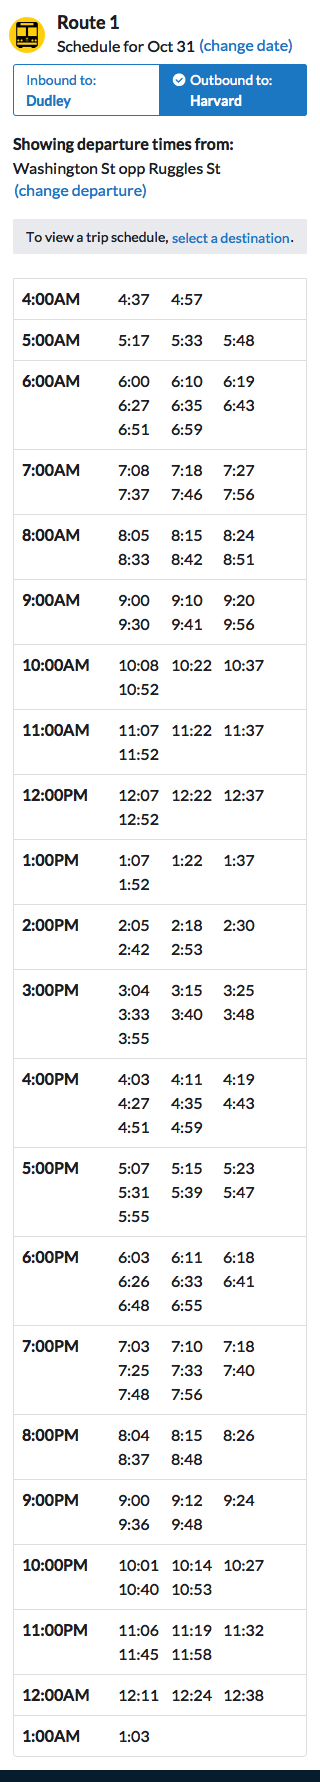 Route 1
Schedule for Oct 31 (change date)
Inbound to:
Dudley
Outbound to:
Harvard
Showing departure times from:
Washington St opp Ruggles St
(change departure)
To view a trip schedule, select a destination.
4:00AM 4:37 4:57
5:00AM 5:17 5:33 5:48
6:00AM 6:00 6:10 6:19
6:27 6:35 6:43
6:51 6:59
7:00AM 7:08 7:18 7:27
7:37 7:46 7:56
8:00AM 8:05 8:15 8:24
8:33 8:42 8:51
9:00AM 9:00 9:10 9:20
9:30 9:41 9:56
10:00AM 10:08 10:22 10:37
10:52
11:00AM 11:07 11:22 11:37
11:52
12:00PM 12:07 12:22 12:37
12:52
1:00PM 1:07 1:22 1:37
1:52
2:00PM 2:05 2:18 2:30
2:42 2:53
3:00PM 3:04 3:15 3:25
3:33 3:40 3:48
3:55
4:00PM 4:03 4:11 4:19
4:27 4:35 4:43
4:51 4:59
5:00PM 5:07 5:15 5:23
5:31 5:39 5:47
5:55
6:00PM 6:03 6:11 6:18
6:26 6:33 6:41
6:48 6:55
7:00PM 7:03 7:10 7:18
7:25 7:33 7:40
7:48 7:56
8:00PM 8:04 8:15 8:26
8:37 8:48
9:00PM 9:00 9:12 9:24
9:36 9:48
10:00PM 10:01 10:14 10:27
10:40 10:53
11:00PM 11:06 11:19 11:32
11:45 11:58
12:00AM 12:11 12:24 12:38
1:00AM 1:03